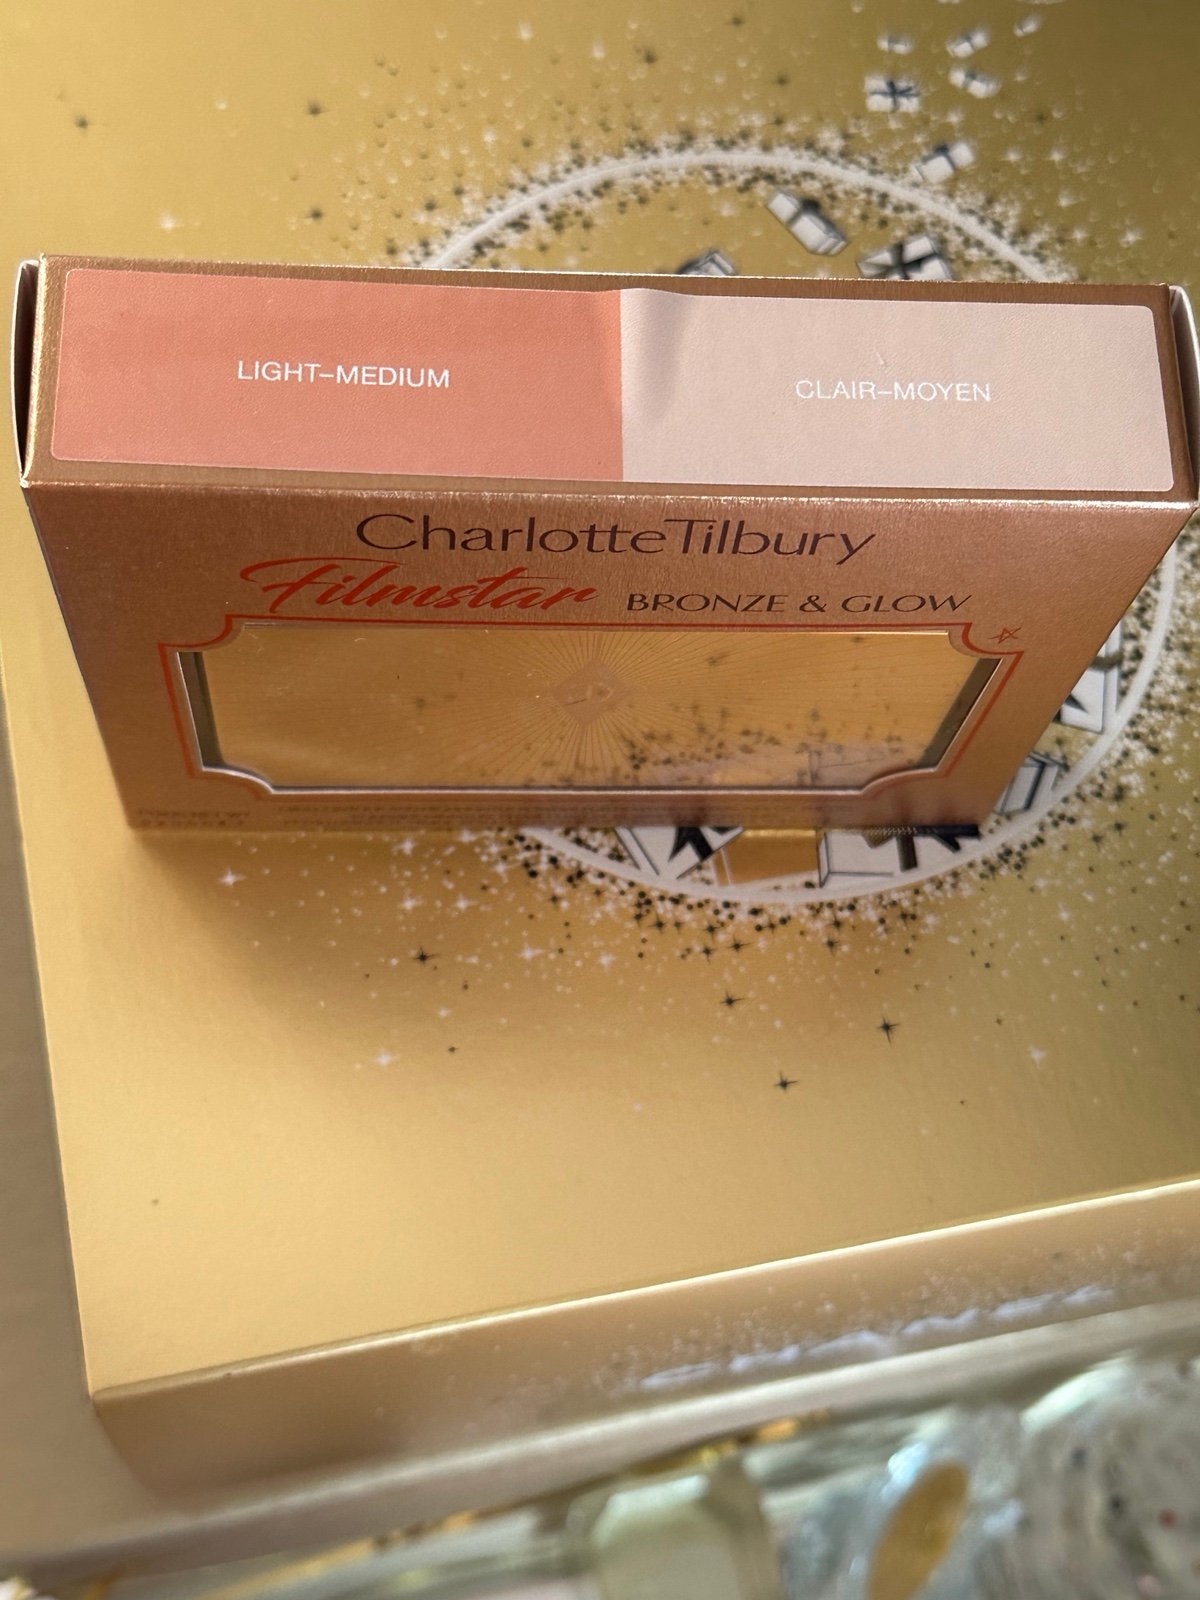 LIGHT–MEDIUM
CLAIR–MOYEN
CharlotteTilbury
Filmstar BRONZE & GLOW